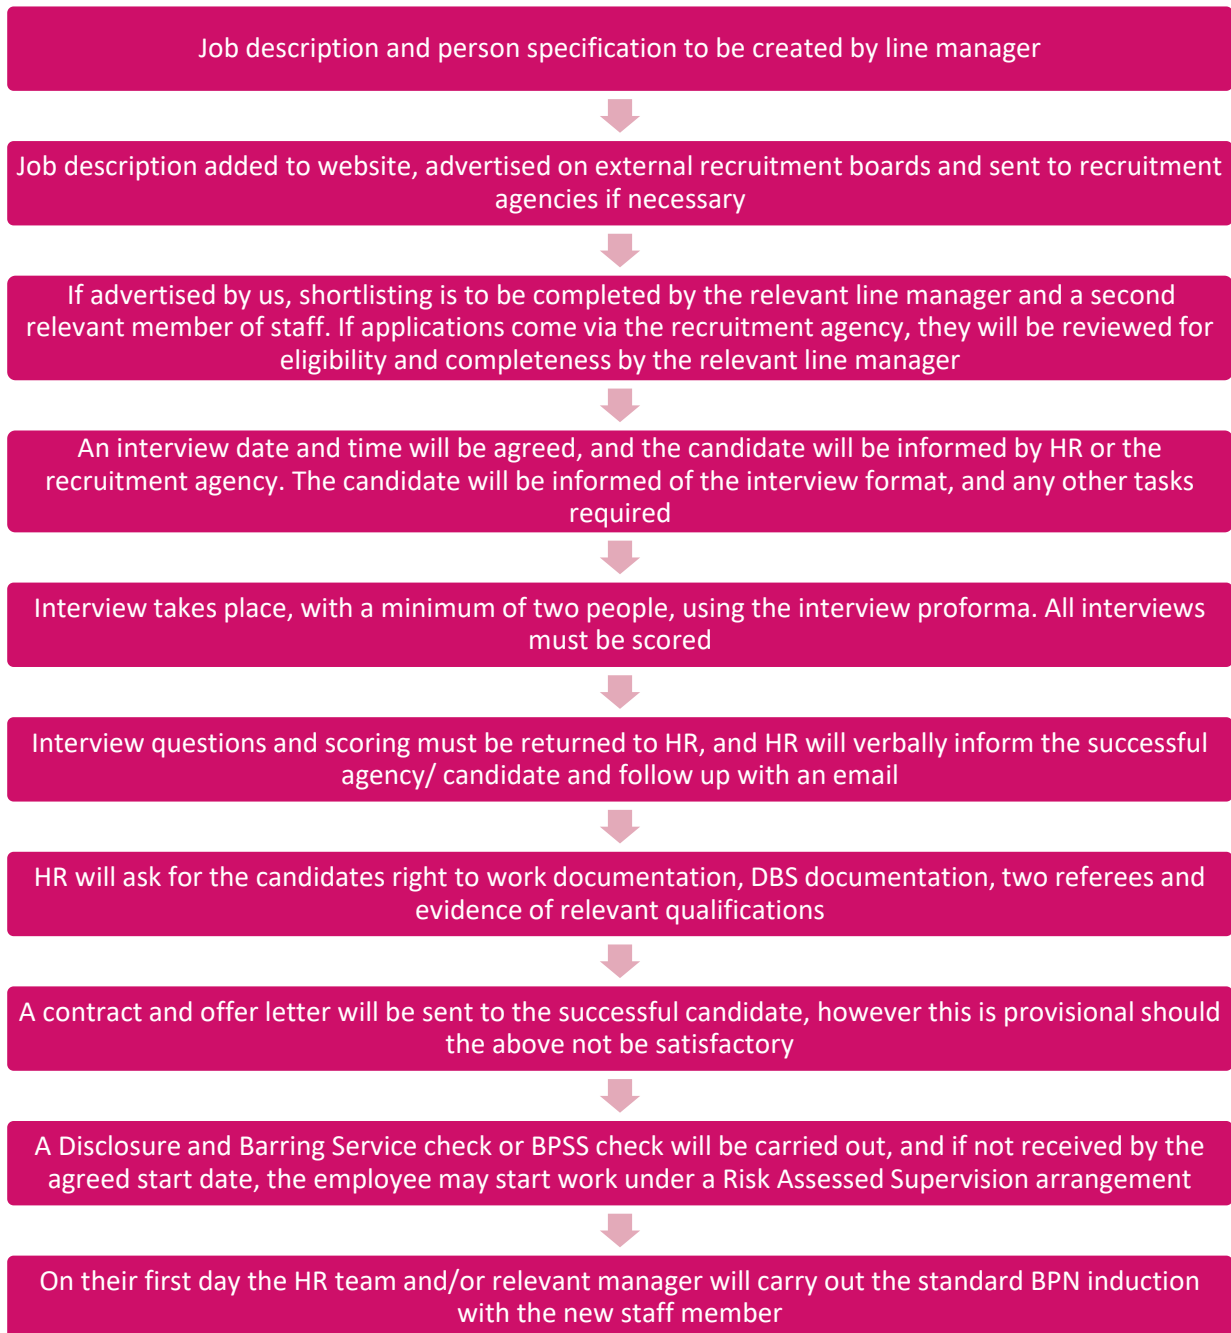 Job description and person specification to be created by line manager
Job description added to website, advertised on external recruitment boards and sent to recruitment
agencies if necessary
If advertised by us, shortlisting is to be completed by the relevant line manager and a second
relevant member of staff. If applications come via the recruitment agency, they will be reviewed for
eligibility and completeness by the relevant line manager
An interview date and time will be agreed, and the candidate will be informed by HR or the
recruitment agency. The candidate will be informed of the interview format, and any other tasks
required
Interview takes place, with a minimum of two people, using the interview proforma. All interviews
must be scored
Interview questions and scoring must be returned to HR, and HR will verbally inform the successful
agency/ candidate and follow up with an email
HR will ask for the candidates right to work documentation, DBS documentation, two referees and
evidence of relevant qualifications
A contract and offer letter will be sent to the successful candidate, however this is provisional should
the above not be satisfactory
A Disclosure and Barring Service check or BPSS check will be carried out, and if not received by the
agreed start date, the employee may start work under a Risk Assessed Supervision arrangement
On their first day the HR team and/or relevant manager will carry out the standard BPN induction
with the new staff member